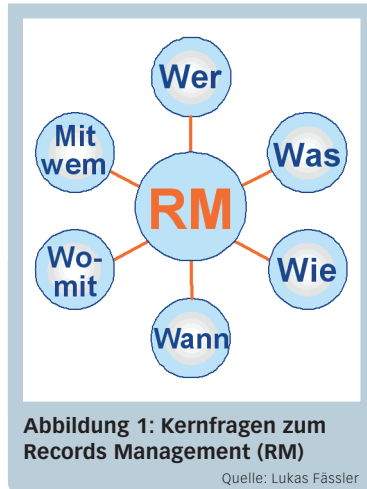 Wer
Mit
wem
Was
RM
Wo-
mit
Wie
Wann
Abbildung 1: Kernfragen zum
Records Management (RM)
Quelle: Lukas Fässler